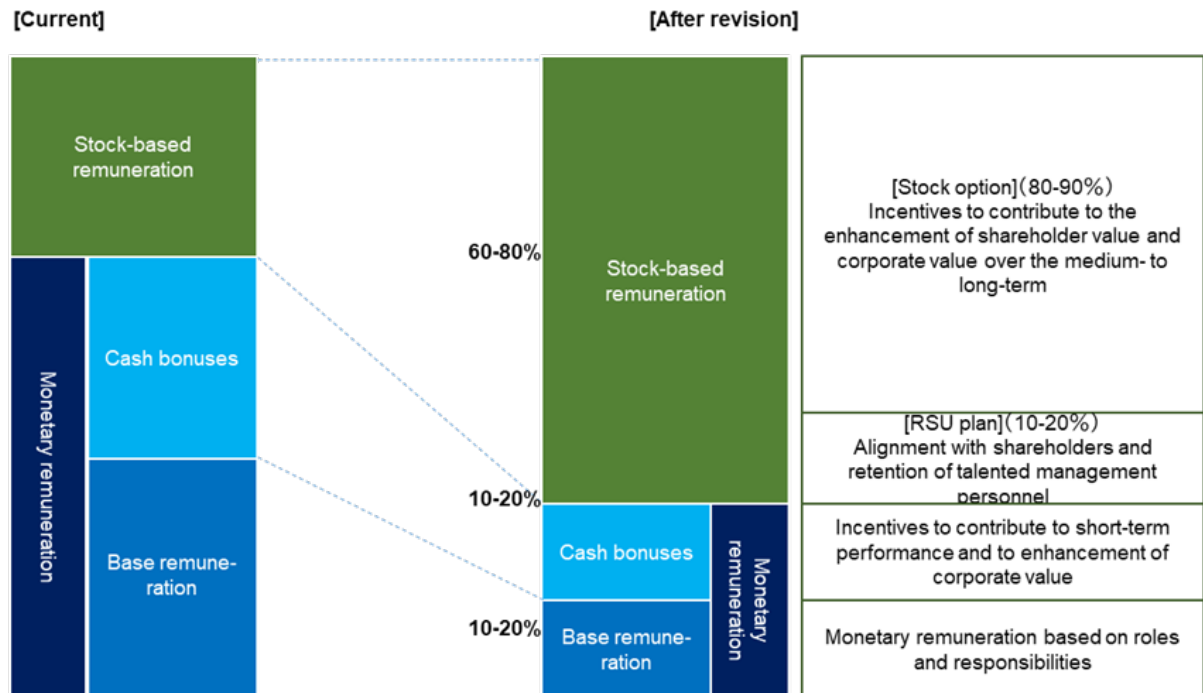 [Current]
[After revision]
Stock-based
remuneration
Monetary remuneration
Cash bonuses
Base remune-
ration
60-80%
10-20%
10-20%
Stock-based
remuneration
Cash bonuses
Base remune-
ration
Monetary
remuneration
[Stock option](80-90%)
Incentives to contribute to the
enhancement of shareholder value and
corporate value over the medium- to
long-term
[RSU plan](10-20%)
Alignment with shareholders and
retention of talented management
personnel
Incentives to contribute to short-term
performance and to enhancement of
corporate value
Monetary remuneration based on roles
and responsibilities